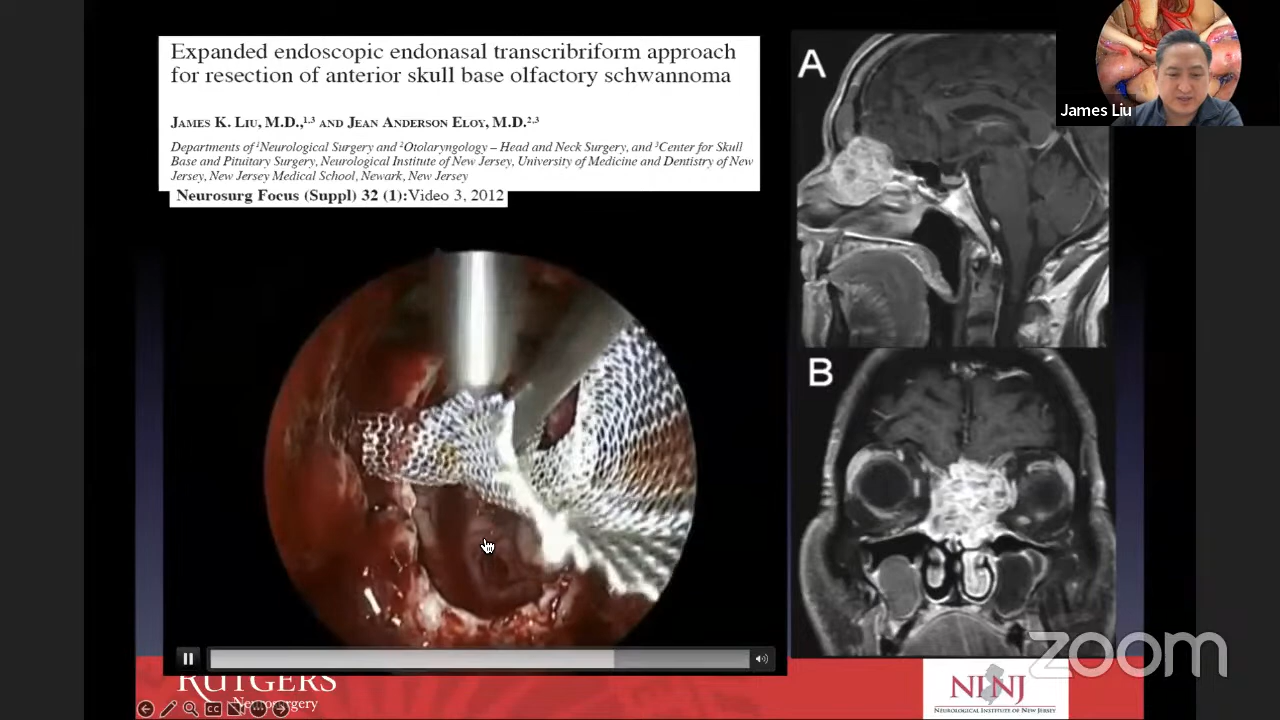 Expanded endoscopic endonasal transcribriform approach
for resection of anterior skull base olfactory schwannoma
James K. Liu, M.D.,1,3 and Jean Anderson Eloy, M.D.2,3
Departments of 1Neurological Surgery and 2Otolaryngology – Head and Neck Surgery, and 3Center for Skull
Base and Pituitary Surgery, Neurological Institute of New Jersey, University of Medicine and Dentistry of New
Jersey, New Jersey Medical School, Newark, New Jersey
Neurosurg Focus (Suppl) 32 (1):Video 3, 2012
A
James Liu
B
zoom
RUTGERS
Neurosurgery
NINJ
NEUROLOGICAL INSTITUTE OF NEW JERSEY
CC